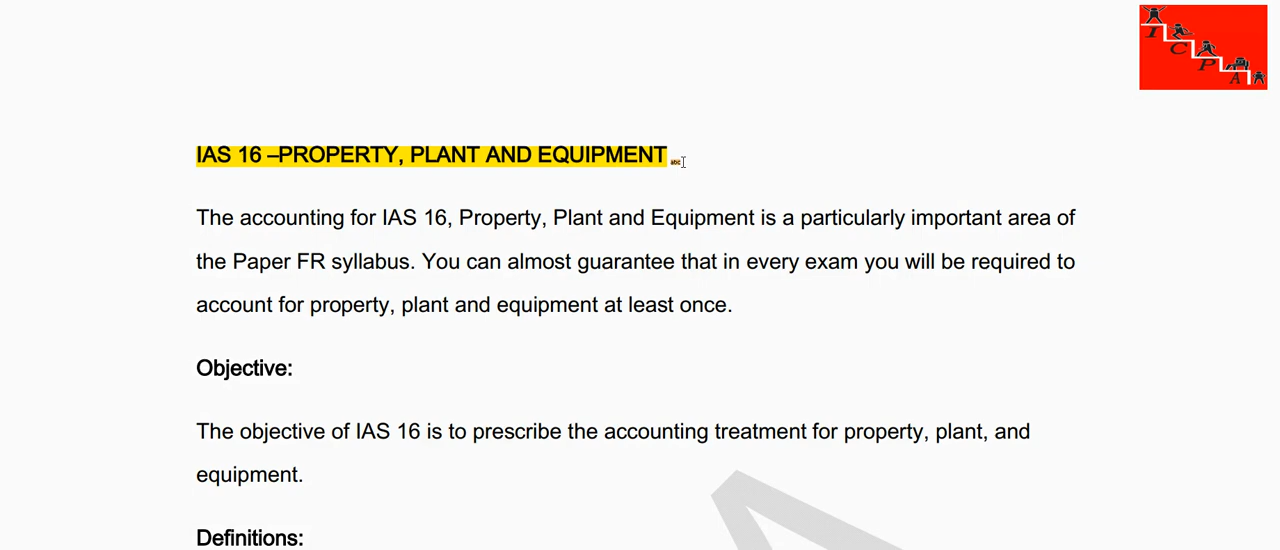 I
C
P
A
IAS 16 –PROPERTY, PLANT AND EQUIPMENT
The accounting for IAS 16, Property, Plant and Equipment is a particularly important area of
the Paper FR syllabus. You can almost guarantee that in every exam you will be required to
account for property, plant and equipment at least once.
Objective:
The objective of IAS 16 is to prescribe the accounting treatment for property, plant, and
equipment.
Definitions: